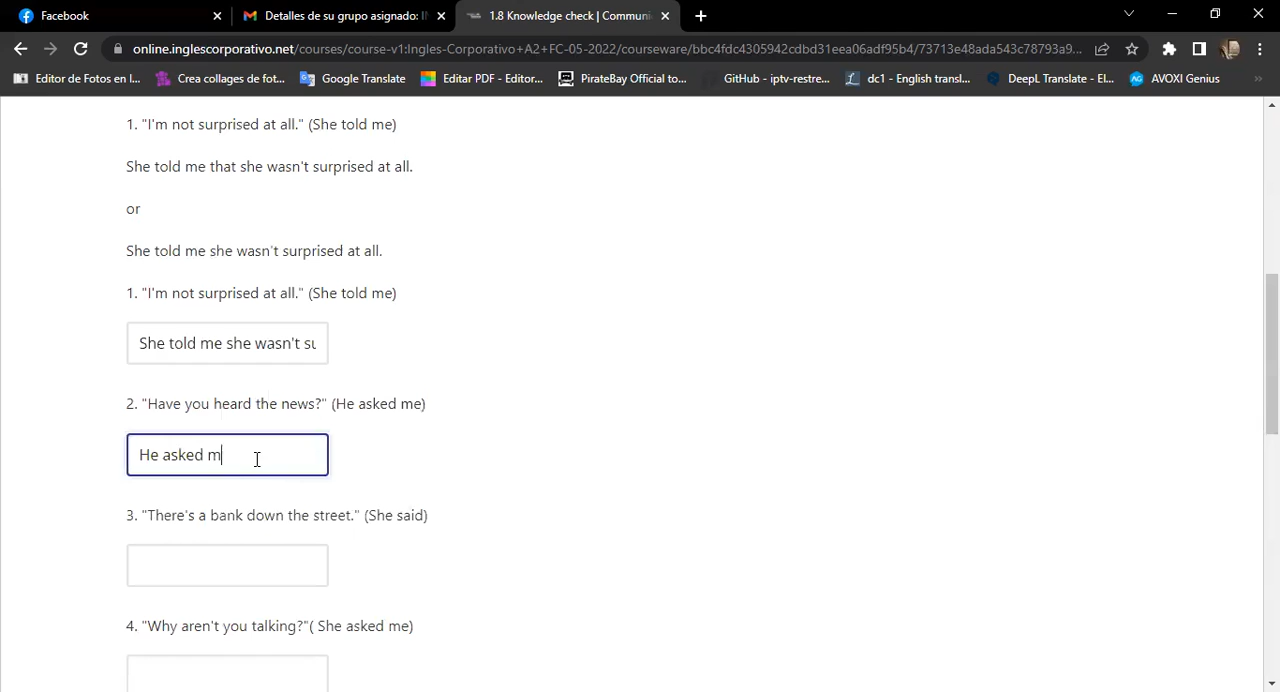 Facebook
Detalles de su grupo asignado: I
1.8 Knowledge check | Communi
online.inglescorporativo.net/courses/course-v1:Ingles-Corporativo+A2+FC-05-2022/courseware/bbc4fdc4305942cdbd31eea06adf95b4/73713e48ada543c78793a9...
Editor de Fotos en l...
Crea collages de fot...
Google Translate
Editar PDF - Editor...
PirateBay Official to...
GitHub - iptv-restre...
dc1 - English transl...
DeepL Translate - El...
AVOXI Genius
1. "I'm not surprised at all." (She told me)
She told me that she wasn't surprised at all.
or
She told me she wasn't surprised at all.
1. "I'm not surprised at all." (She told me)
She told me she wasn't su
2. "Have you heard the news?" (He asked me)
He asked m
3. "There's a bank down the street." (She said)
4. "Why aren't you talking?"( She asked me)